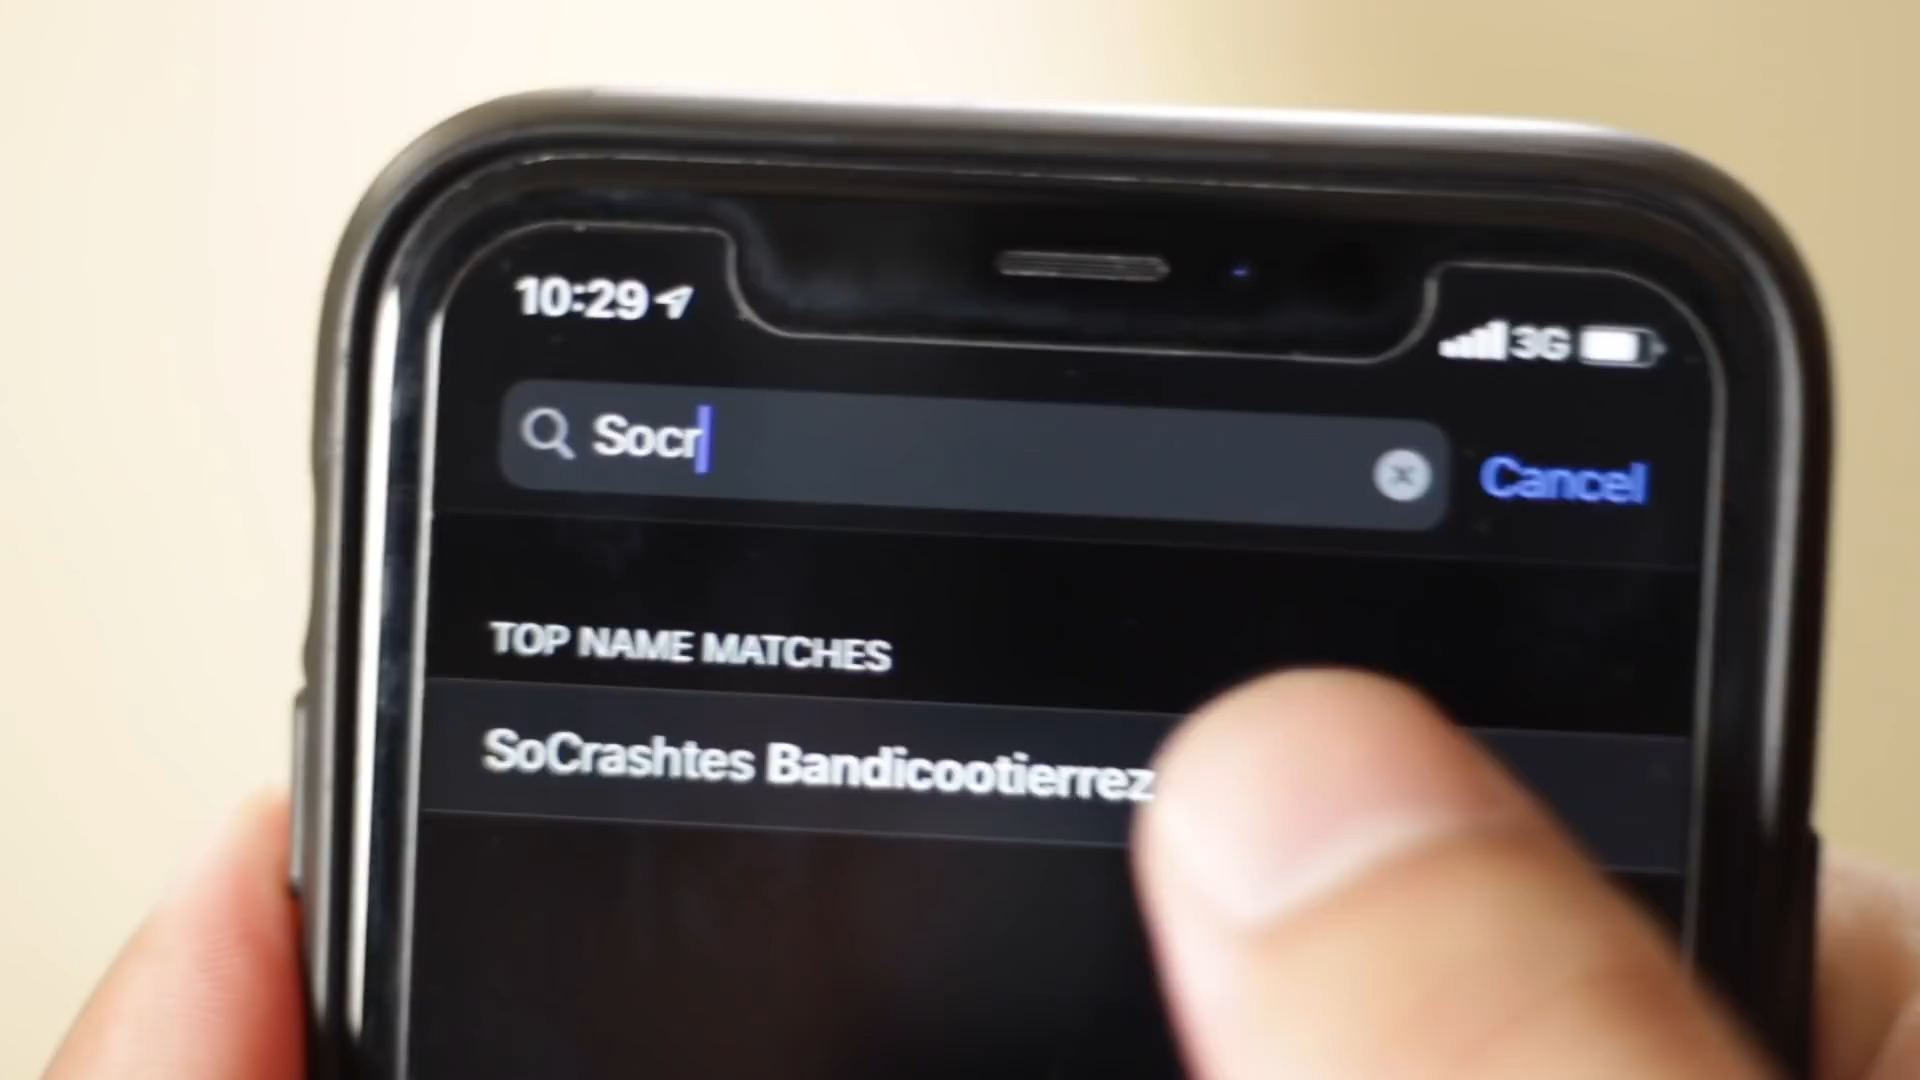 10:29
3G
Socr
Cancel
TOP NAME MATCHES
SoCrashtes Bandicootierrez